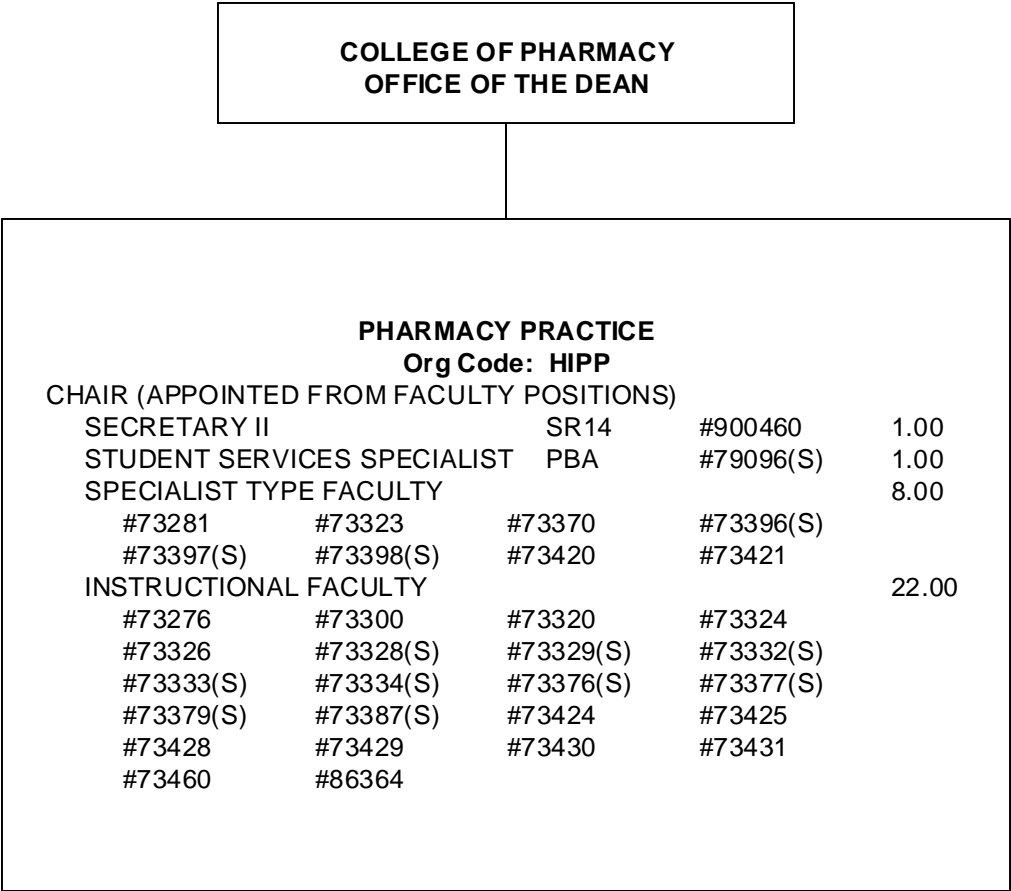 COLLEGE OF PHARMACY
OFFICE OF THE DEAN
PHARMACY PRACTICE
Org Code: HIPP
CHAIR (APPOINTED FROM FACULTY POSITIONS)
SECRETARY II SR14 #900460 1.00
STUDENT SERVICES SPECIALIST PBA #79096(S) 1.00
SPECIALIST TYPE FACULTY 8.00
#73281 #73323 #73370 #73396(S)
#73397(S) #73398(S) #73420 #73421
INSTRUCTIONAL FACULTY 22.00
#73276 #73300 #73320 #73324
#73326 #73328(S) #73329(S) #73332(S)
#73333(S) #73334(S) #73376(S) #73377(S)
#73379(S) #73387(S) #73424 #73425
#73428 #73429 #73430 #73431
#73460 #86364